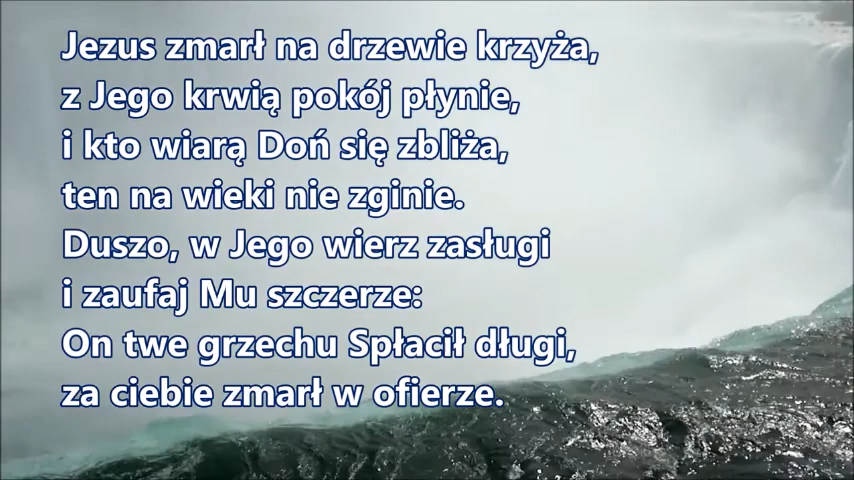 Jezus zmarł na drzewie krzyża,
z Jego krwią pokój płynie,
i kto wiarą Doń się zbliża,
ten na wieki nie zginie.
Duszo, w Jego wierz zasługi
i zaufaj Mu szczerze:
On twe grzechu Spłacił długi,
za ciebie zmarł w ofierze.